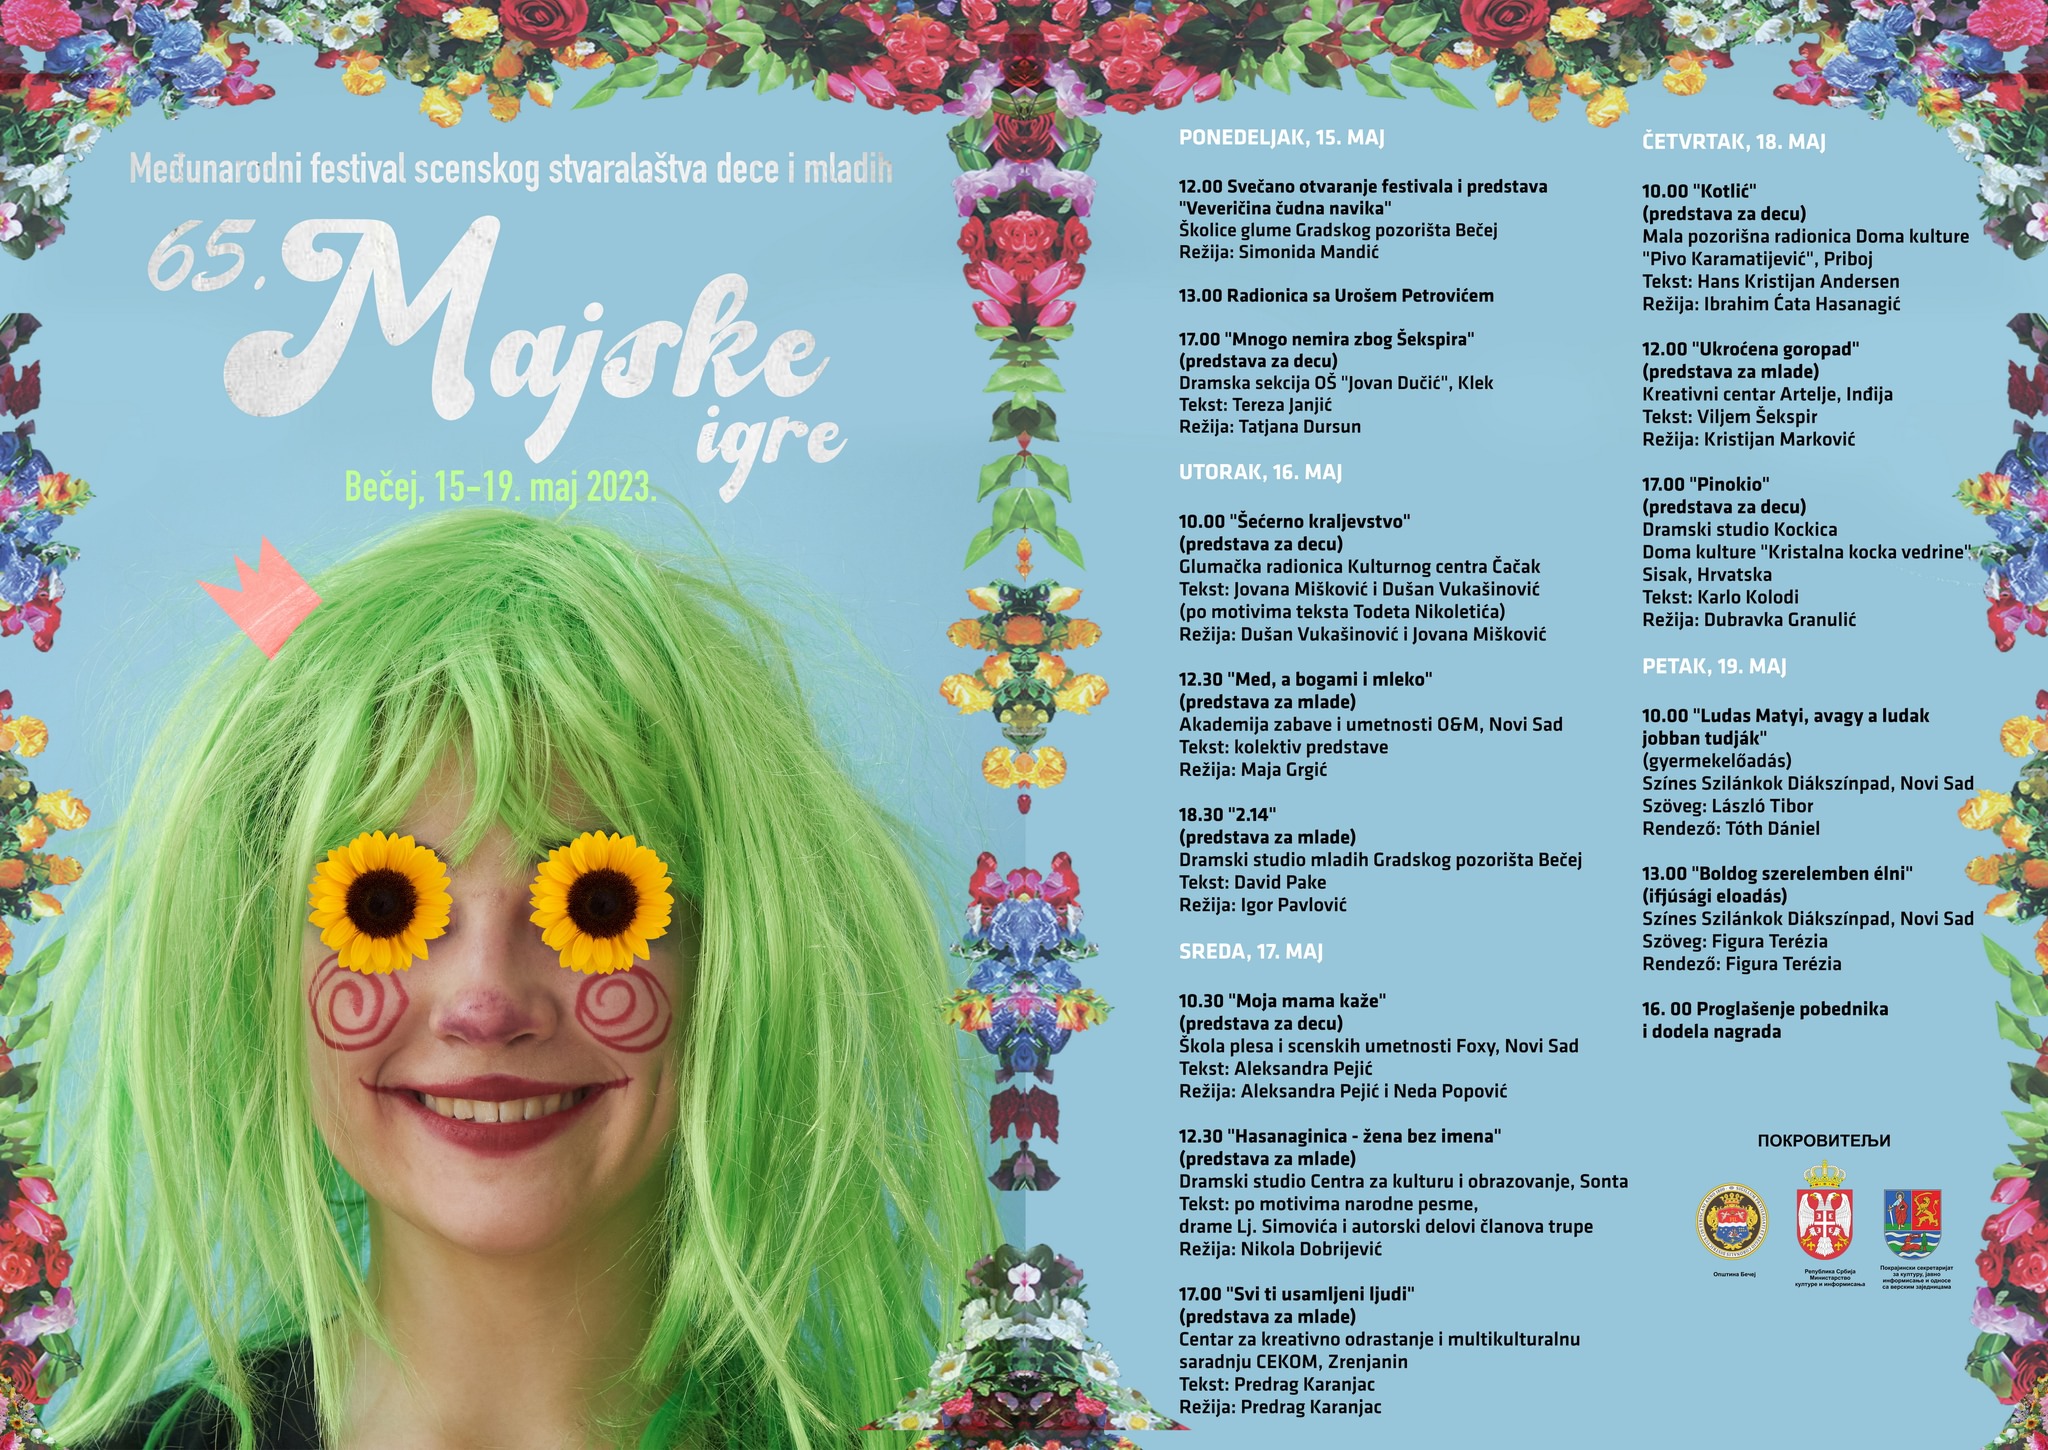 Međunarodni festival scenskog stvaralaštva dece i mladih
65. Majske
igre
Bečej, 15-19. maj 2023.
PONEDELJAK, 15. MAJ
12.00 Svečano otvaranje festivala i predstava
"Veveričina čudna navika"
Školice glume Gradskog pozorišta Bečej
Režija: Simonida Mandić
13.00 Radionica sa Urošem Petrovićem
17.00 "Mnogo nemira zbog Šekspira"
(predstava za decu)
Dramska sekcija OŠ "Jovan Dučić", Klek
Tekst: Tereza Janjić
Režija: Tatjana Dursun
UTORAK, 16. MAJ
10.00 "Šećerno kraljevstvo"
(predstava za decu)
Glumačka radionica Kulturnog centra Čačak
Tekst: Jovana Mišković i Dušan Vukašinović
(po motivima teksta Todeta Nikoletića)
Režija: Dušan Vukašinović i Jovana Mišković
12.30 "Med, a bogami i mleko"
(predstava za mlade)
Akademija zabave i umetnosti O&M, Novi Sad
Tekst: kolektiv predstave
Režija: Maja Grgić
18.30 "2.14"
(predstava za mlade)
Dramski studio mladih Gradskog pozorišta Bečej
Tekst: David Pake
Režija: Igor Pavlović
SREDA, 17. MAJ
10.30 "Moja mama kaže"
(predstava za decu)
Škola plesa i scenskih umetnosti Foxy, Novi Sad
Tekst: Aleksandra Pejić
Režija: Aleksandra Pejić i Neda Popović
12.30 "Hasanaginica - žena bez imena"
(predstava za mlade)
Dramski studio Centra za kulturu i obrazovanje, Sonta
Tekst: po motivima narodne pesme,
drame Lj. Simovića i autorski delovi članova trupe
Režija: Nikola Dobrijević
17.00 "Svi ti usamljeni ljudi"
(predstava za mlade)
Centar za kreativno odrastanje i multikulturalnu
saradnju CEKOM, Zrenjanin
Tekst: Predrag Karanjac
Režija: Predrag Karanjac
ČETVRTAK, 18. MAJ
10.00 "Kotlić"
(predstava za decu)
Mala pozorišna radionica Doma kulture
"Pivo Karamatijević", Priboj
Tekst: Hans Kristijan Andersen
Režija: Ibrahim Ćata Hasanagić
12.00 "Ukroćena goropad"
(predstava za mlade)
Kreativni centar Artelje, Inđija
Tekst: Viljem Šekspir
Režija: Kristijan Marković
17.00 "Pinokio"
(predstava za decu)
Dramski studio Kockica
Doma kulture "Kristalna kocka vedrine",
Sisak, Hrvatska
Tekst: Karlo Kolodi
Režija: Dubravka Granulić
PETAK, 19. MAJ
10.00 "Ludas Matyi, avagy a ludak
jobban tudják"
(gyermekelőadás)
Színes Szilánkok Diákszínpad, Novi Sad
Szöveg: László Tibor
Rendező: Tóth Dániel
13.00 "Boldog szerelemben élni"
(ifjúsági eloadás)
Színes Szilánkok Diákszínpad, Novi Sad
Szöveg: Figura Terézia
Rendező: Figura Terézia
16. 00 Proglašenje pobednika
i dodela nagrada
ПОКРОВИТЕЉИ
Општина Бечеј
Република Србија
Министарство
културе и информисања
Покрајински секретаријат
за културу, јавно
информисање и односе
са верским заједницама